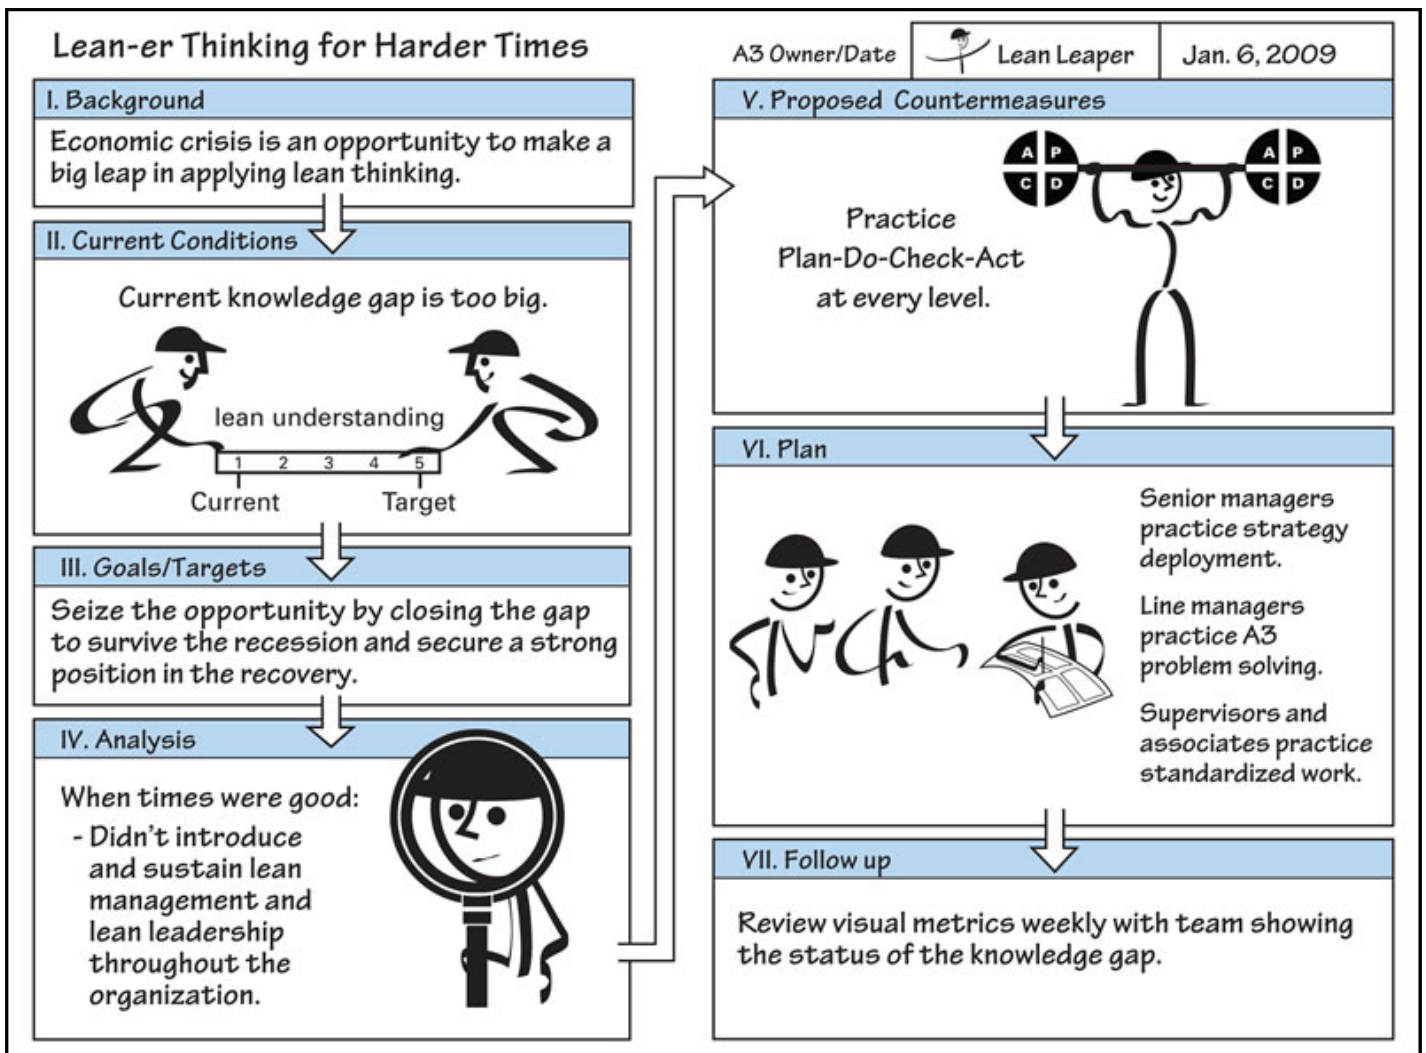 Lean-er Thinking for Harder Times
A3 Owner/Date
Lean Leaper
Jan. 6, 2009
I. Background
Economic crisis is an opportunity to make a
big leap in applying lean thinking.
II. Current Conditions
Current knowledge gap is too big.
lean understanding
1 2 3 4 5
Current Target
III. Goals/Targets
Seize the opportunity by closing the gap
to survive the recession and secure a strong
position in the recovery.
IV. Analysis
When times were good:
- Didn't introduce
and sustain lean
management and
lean leadership
throughout the
organization.
V. Proposed Countermeasures
A P
C D
A P
C D
Practice
Plan-Do-Check-Act
at every level.
VI. Plan
Senior managers
practice strategy
deployment.
Line managers
practice A3
problem solving.
Supervisors and
associates practice
standardized work.
VII. Follow up
Review visual metrics weekly with team showing
the status of the knowledge gap.